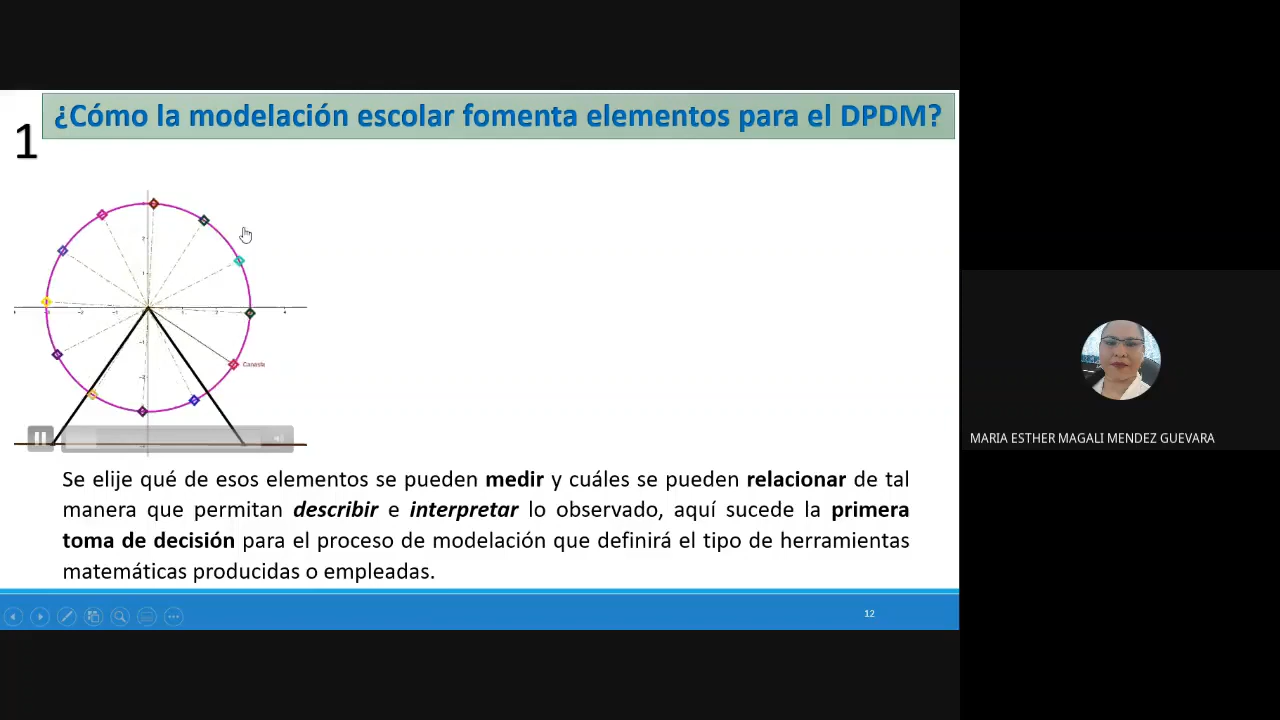 ¿Cómo la modelación escolar fomenta elementos para el DPDM?
1
Canasta
Se elije qué de esos elementos se pueden medir y cuáles se pueden relacionar de tal
manera que permitan describir e interpretar lo observado, aquí sucede la primera
toma de decisión para el proceso de modelación que definirá el tipo de herramientas
matemáticas producidas o empleadas.
12
MARIA ESTHER MAGALI MENDEZ GUEVARA